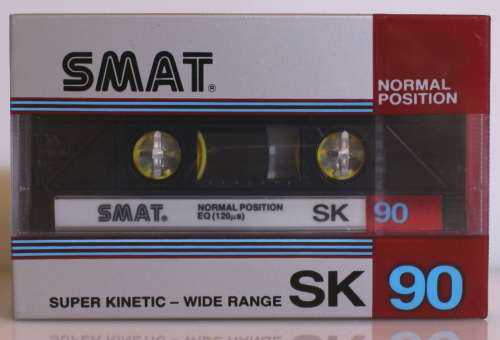 SMAT®
NORMAL
POSITION
SMAT® NORMAL POSITION SK 90
EQ (120μs)
SUPER KINETIC – WIDE RANGE SK 90